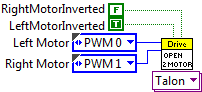 RightMotorInverted F
LeftMotorInverted T
Left Motor PWM 0 Drive
OPEN
Right Motor PWM 1 2 MOTOR
Talon